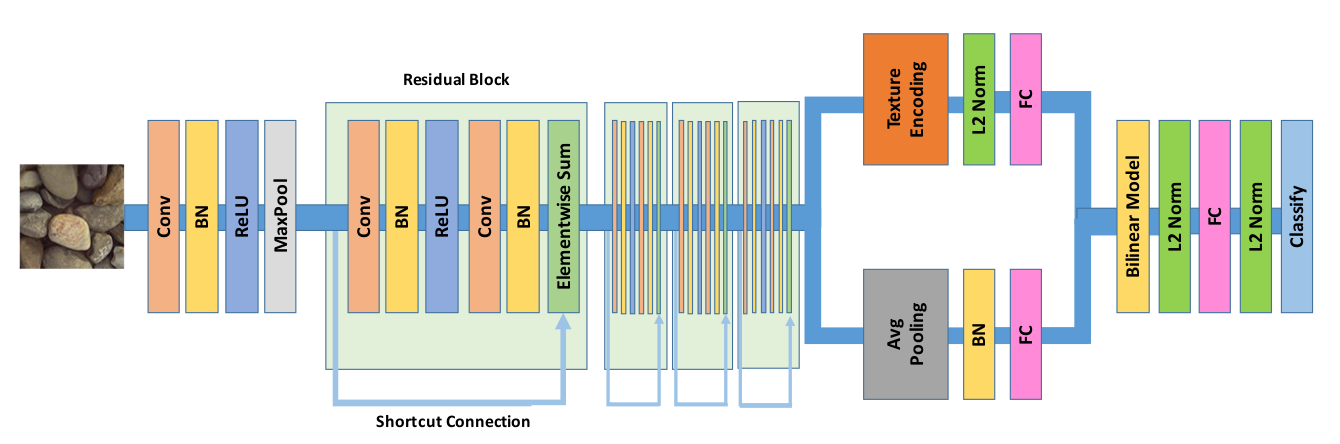 Residual Block
Conv
BN
ReLU
MaxPool
Conv
BN
ReLU
Conv
BN
Elementwise Sum
Shortcut Connection
Texture
Encoding
L2 Norm
FC
Avg
Pooling
BN
FC
Bilinear Model
L2 Norm
FC
L2 Norm
Classify